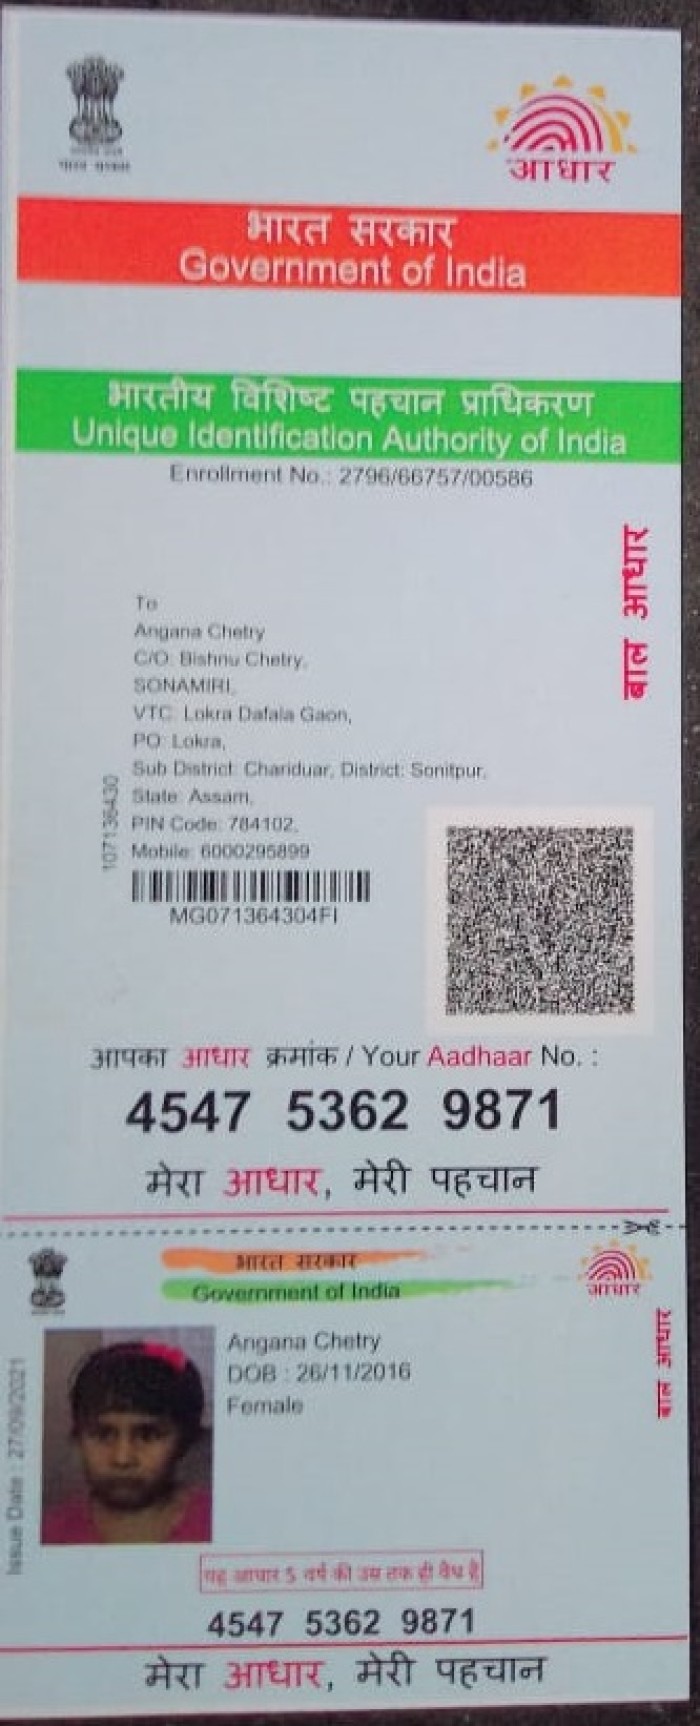 भारत सरकार
आधार
भारत सरकार
Government of India
भारतीय विशिष्ट पहचान प्राधिकरण
Unique Identification Authority of India
Enrollment No.: 2796/66757/00586
बाल आधार
To
Angana Chetry
C/O: Bishnu Chetry,
SONAMIRI,
VTC: Lokra Dafala Gaon,
PO: Lokra,
Sub District: Chariduar, District: Sonitpur,
State: Assam,
PIN Code: 784102,
Mobile: 6000295899
107136430
MG071364304FI
आपका आधार क्रमांक / Your Aadhaar No. :
4547 5362 9871
मेरा आधार, मेरी पहचान
भारत सरकार
Government of India
आधार
बाल आधार
Issue Date : 27/09/2021
Angana Chetry
DOB : 26/11/2016
Female
यह आधार 5 वर्ष की उम्र तक ही वैध है
4547 5362 9871
मेरा आधार, मेरी पहचान